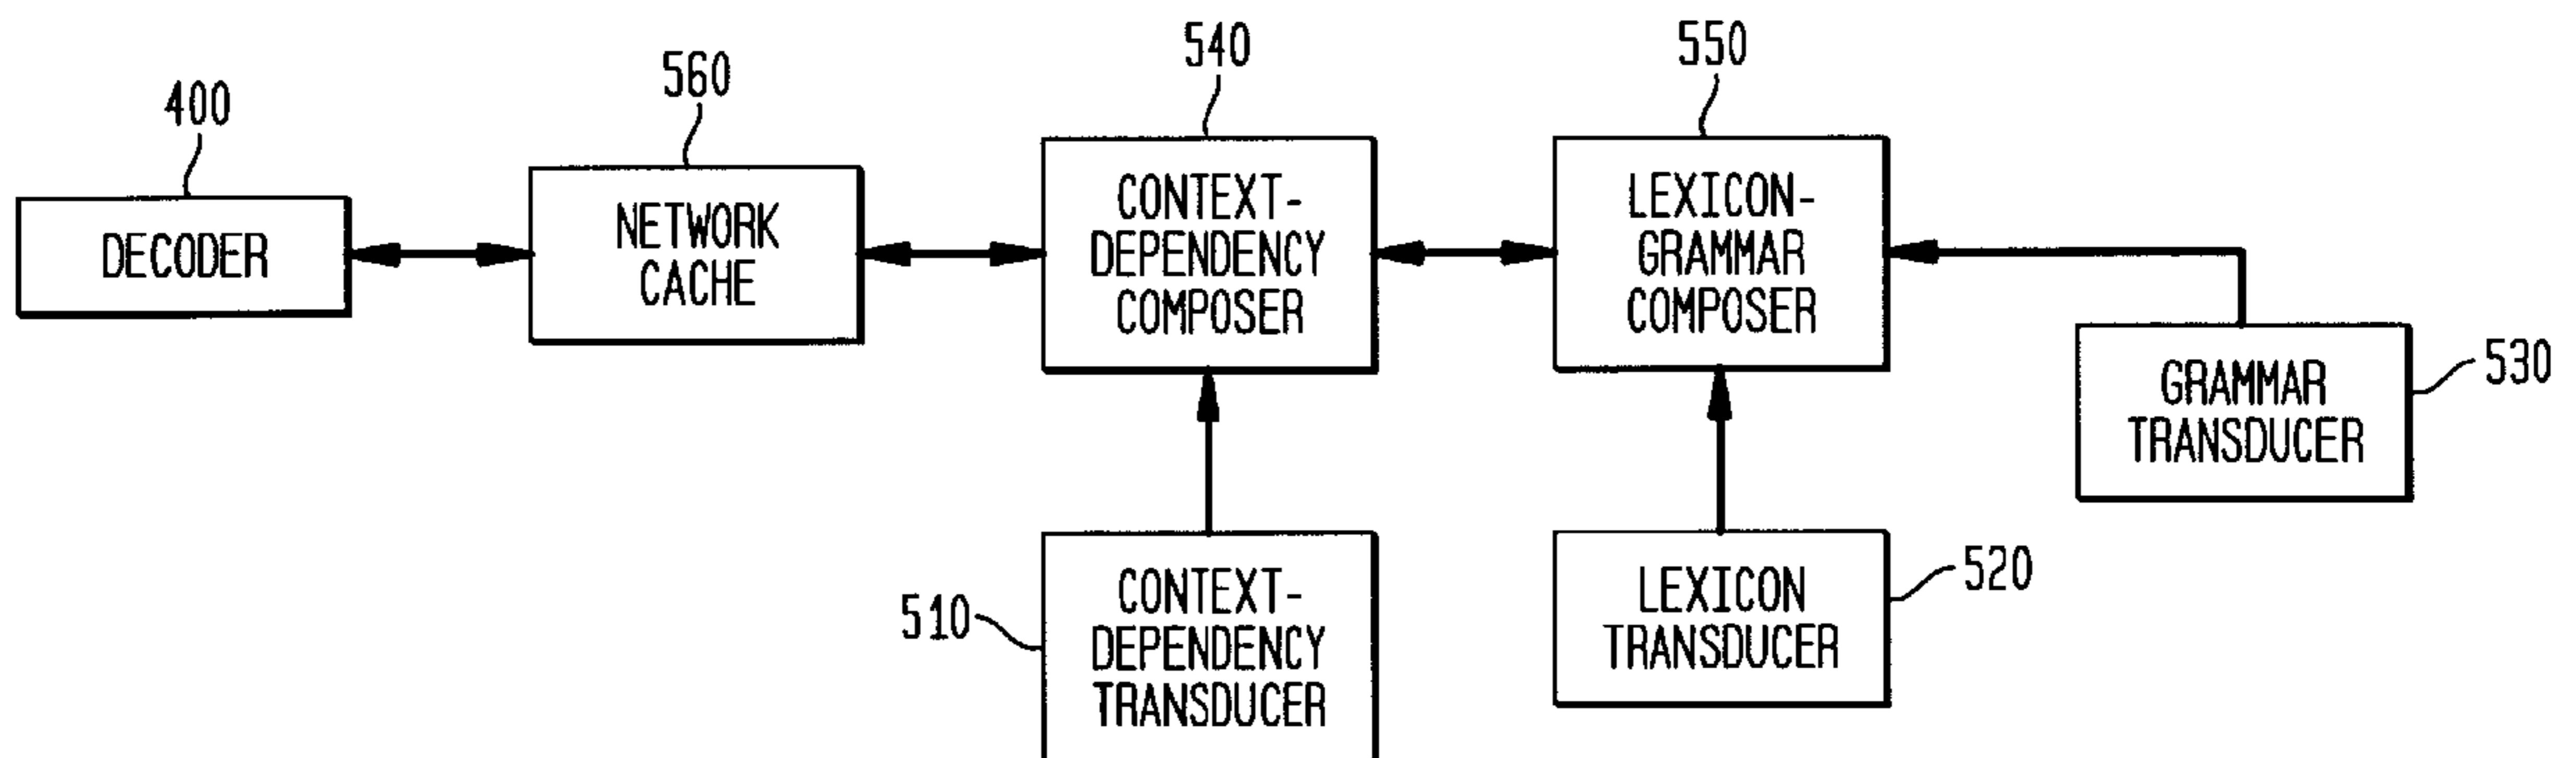 400
DECODER
560
NETWORK
CACHE
540
CONTEXT-
DEPENDENCY
COMPOSER
550
LEXICON-
GRAMMAR
COMPOSER
530
GRAMMAR
TRANSDUCER
510
CONTEXT-
DEPENDENCY
TRANSDUCER
520
LEXICON
TRANSDUCER